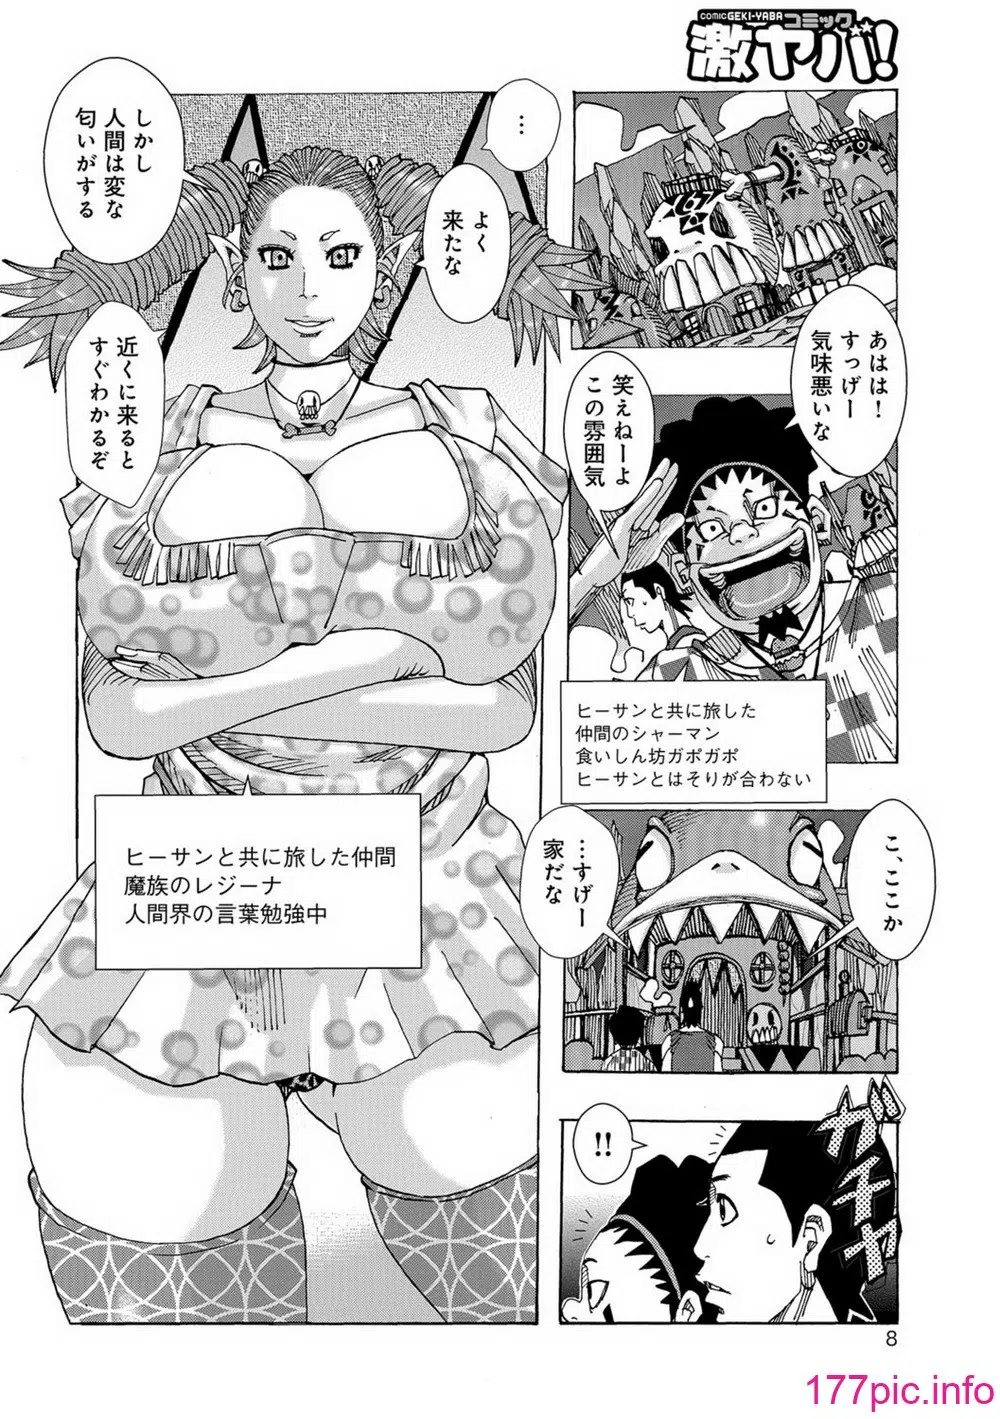 COMIC GEKI-YABA コミック
激ヤバ!
あはは!
すっげー
気味悪いな
笑えねーよ
この雰囲気
ヒーサンと共に旅した
仲間のシャーマン
食いしん坊ガポガポ
ヒーサンとはそりが合わない
こ、ここか
…すげー
家だな
ガチャッ
!!
…
よく
来たな
しかし
人間は変な
匂いがする
近くに来ると
すぐわかるぞ
ヒーサンと共に旅した仲間
魔族のレジーナ
人間界の言葉勉強中
8
177pic.info